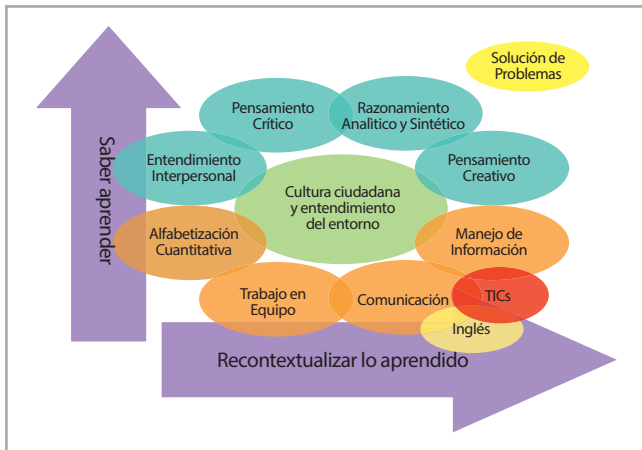 Solución de
Problemas
Pensamiento
Crítico
Razonamiento
Analìtico y Sintético
Entendimiento
Interpersonal
Pensamiento
Creativo
Cultura ciudadana
y entendimiento
del entorno
Alfabetización
Cuantitativa
Manejo de
Información
Trabajo en
Equipo
Comunicación
TICs
Inglés
Saber aprender
Recontextualizar lo aprendido